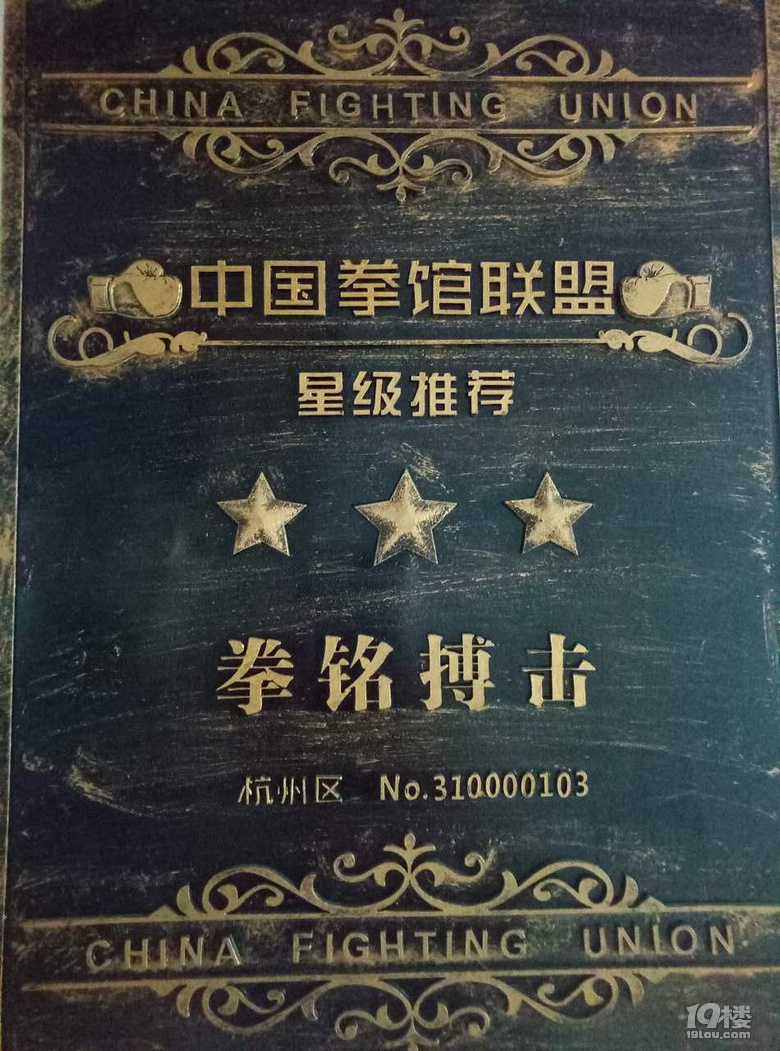 CHINA FIGHTING UNION
中国拳馆联盟
星级推荐
拳铭搏击
杭州区 No.310000103
CHINA FIGHTING UNION
19楼
19lou.com